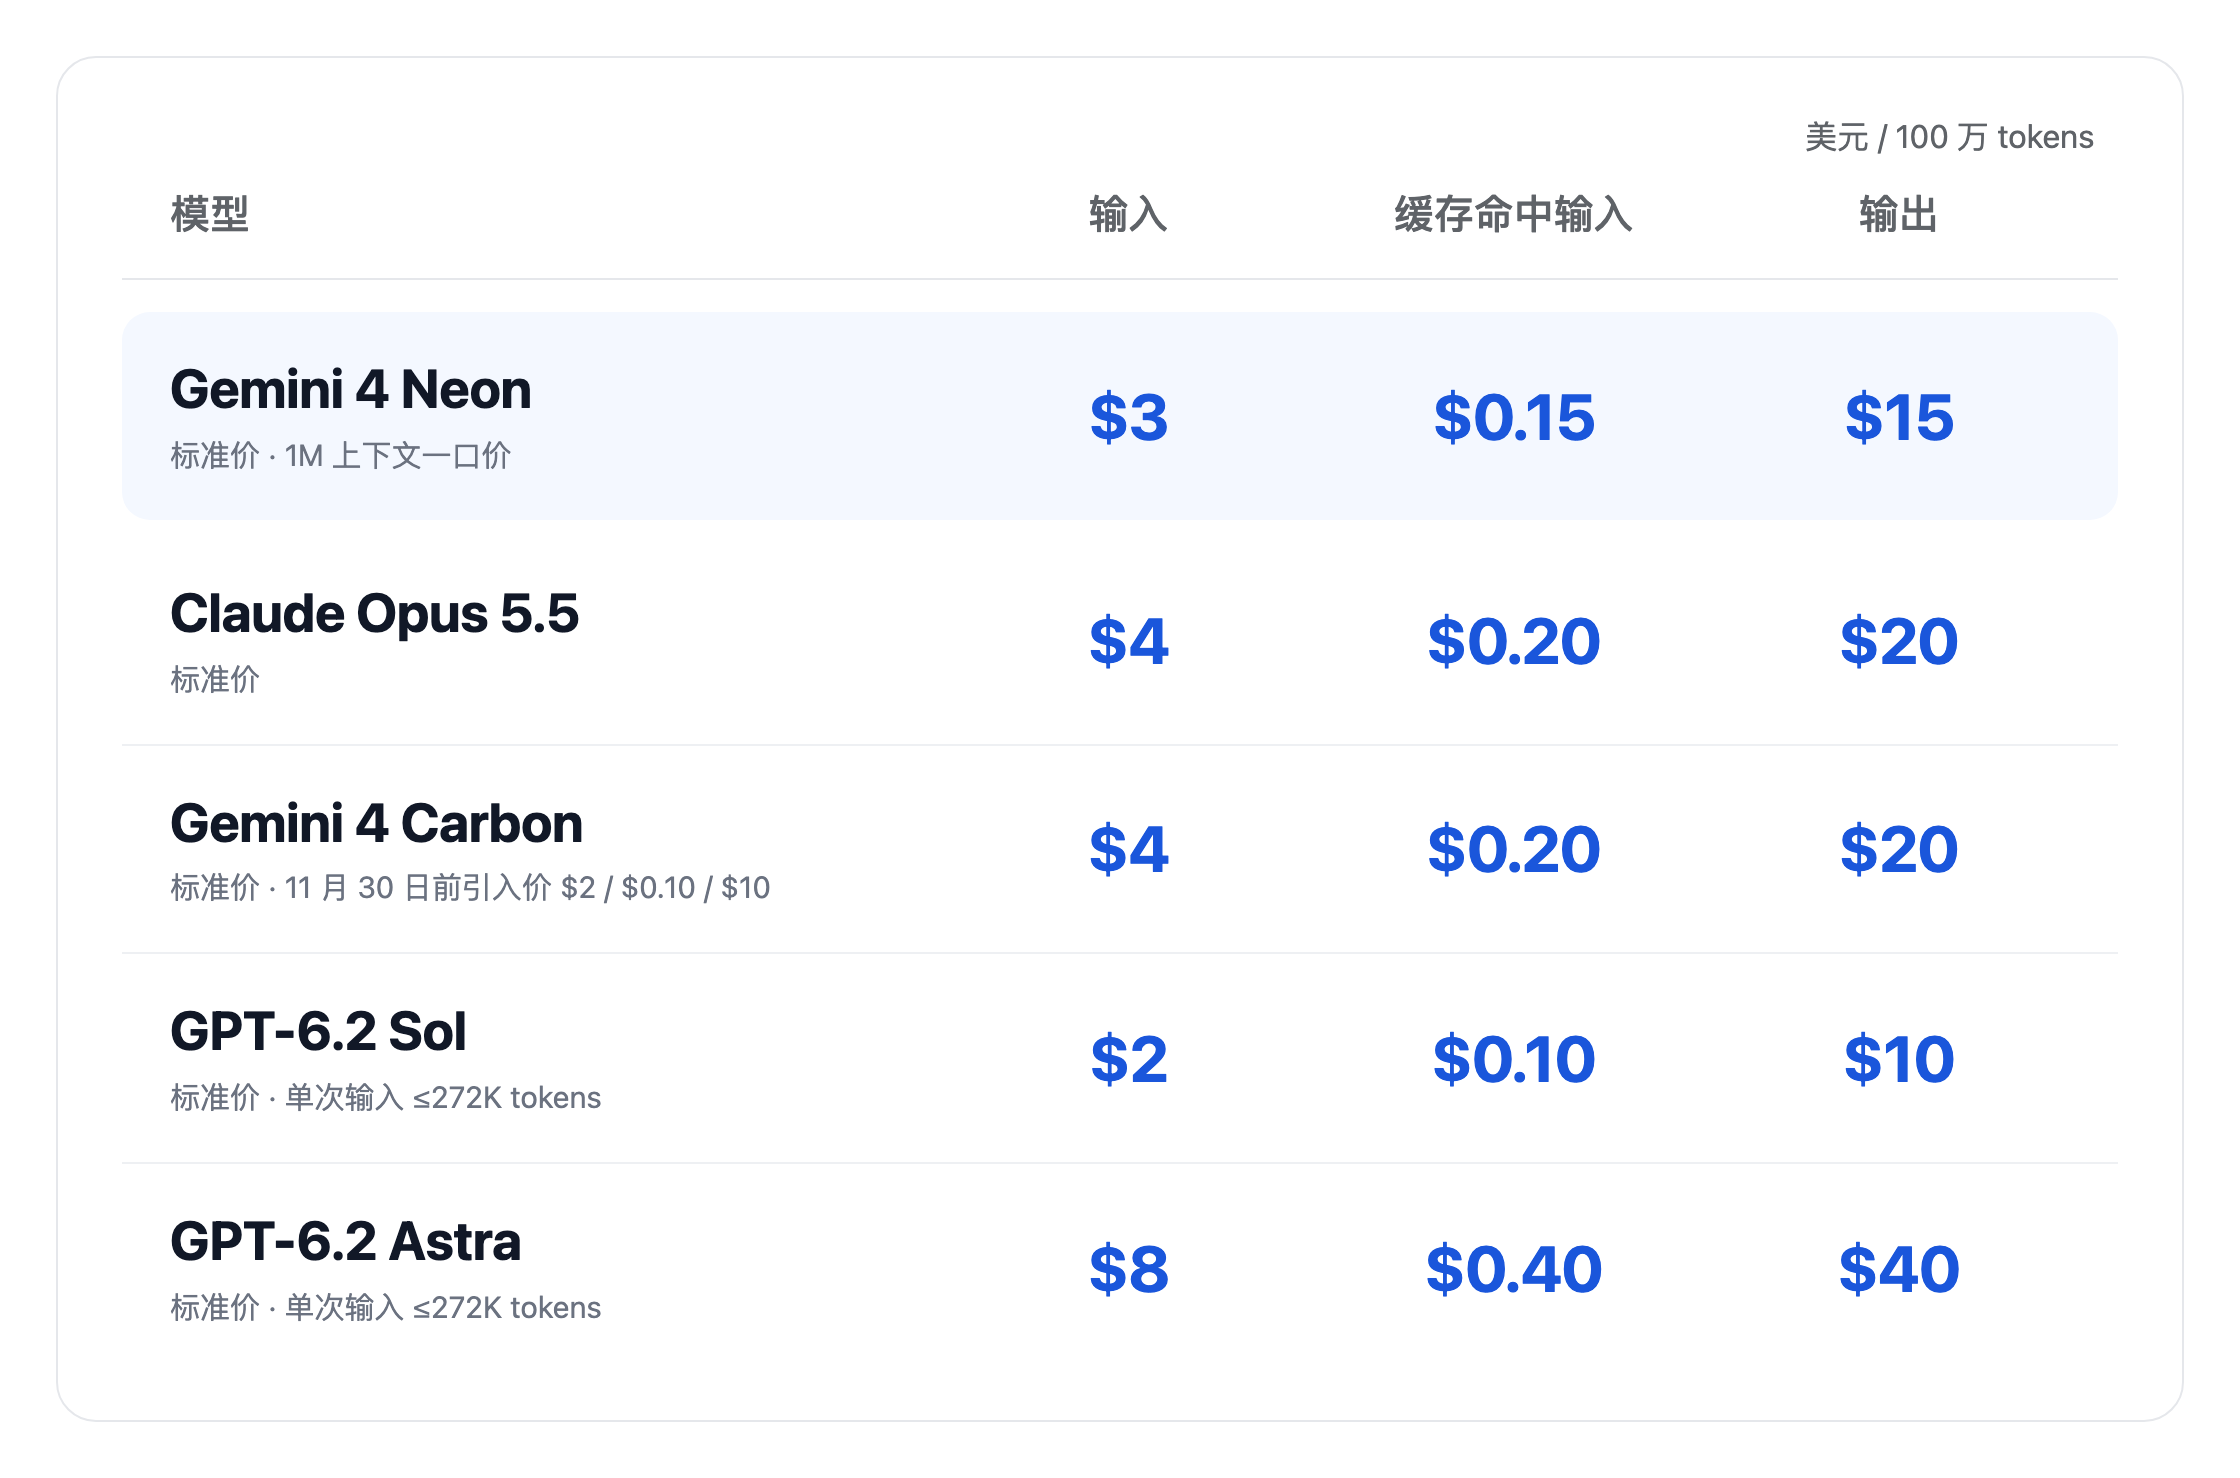 美元 / 100 万 tokens
模型 输入 缓存命中输入 输出
Gemini 4 Neon
标准价 · 1M 上下文一口价
$3 $0.15 $15
Claude Opus 5.5
标准价
$4 $0.20 $20
Gemini 4 Carbon
标准价 · 11 月 30 日前引入价 $2 / $0.10 / $10
$4 $0.20 $20
GPT-6.2 Sol
标准价 · 单次输入 ≤272K tokens
$2 $0.10 $10
GPT-6.2 Astra
标准价 · 单次输入 ≤272K tokens
$8 $0.40 $40